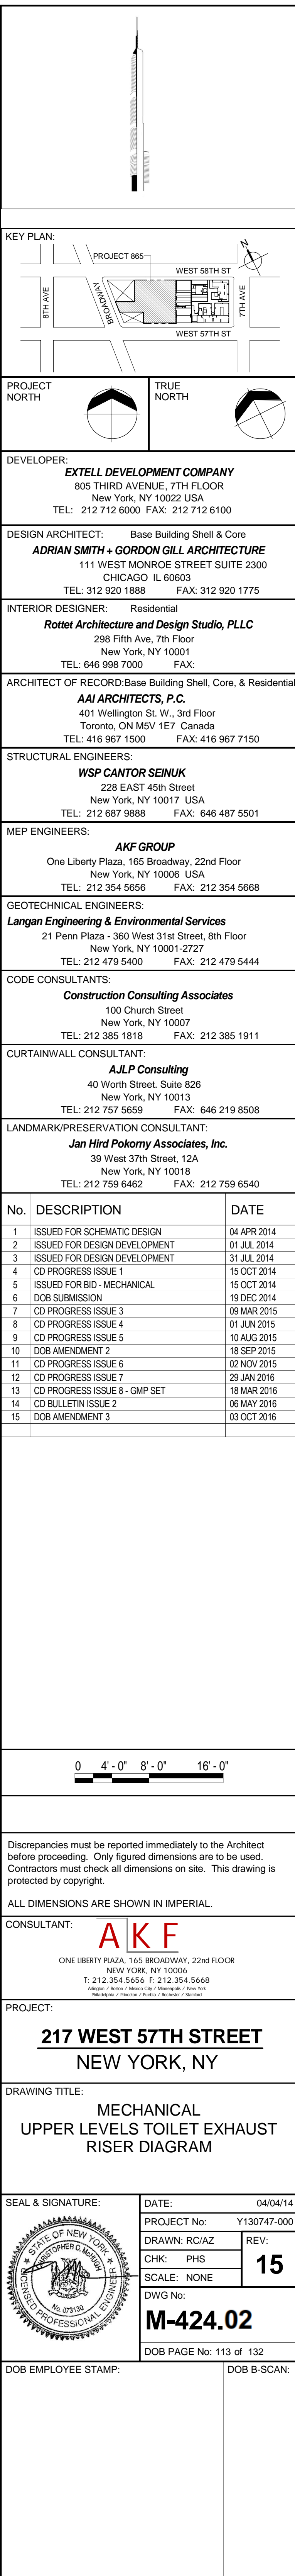 KEY PLAN:
N
PROJECT 865
WEST 58TH ST
8TH AVE
BROADWAY
7TH AVE
WEST 57TH ST
PROJECT NORTH
TRUE NORTH
DEVELOPER:
EXTELL DEVELOPMENT COMPANY
805 THIRD AVENUE, 7TH FLOOR
New York, NY 10022 USA
TEL: 212 712 6000 FAX: 212 712 6100
DESIGN ARCHITECT: Base Building Shell & Core
ADRIAN SMITH + GORDON GILL ARCHITECTURE
111 WEST MONROE STREET SUITE 2300
CHICAGO IL 60603
TEL: 312 920 1888 FAX: 312 920 1775
INTERIOR DESIGNER: Residential
Rottet Architecture and Design Studio, PLLC
298 Fifth Ave, 7th Floor
New York, NY 10001
TEL: 646 998 7000 FAX:
ARCHITECT OF RECORD:Base Building Shell, Core, & Residential
AAI ARCHITECTS, P.C.
401 Wellington St. W., 3rd Floor
Toronto, ON M5V 1E7 Canada
TEL: 416 967 1500 FAX: 416 967 7150
STRUCTURAL ENGINEERS:
WSP CANTOR SEINUK
228 EAST 45th Street
New York, NY 10017 USA
TEL: 212 687 9888 FAX: 646 487 5501
MEP ENGINEERS:
AKF GROUP
One Liberty Plaza, 165 Broadway, 22nd Floor
New York, NY 10006 USA
TEL: 212 354 5656 FAX: 212 354 5668
GEOTECHNICAL ENGINEERS:
Langan Engineering & Environmental Services
21 Penn Plaza - 360 West 31st Street, 8th Floor
New York, NY 10001-2727
TEL: 212 479 5400 FAX: 212 479 5444
CODE CONSULTANTS:
Construction Consulting Associates
100 Church Street
New York, NY 10007
TEL: 212 385 1818 FAX: 212 385 1911
CURTAINWALL CONSULTANT:
AJLP Consulting
40 Worth Street. Suite 826
New York, NY 10013
TEL: 212 757 5659 FAX: 646 219 8508
LANDMARK/PRESERVATION CONSULTANT:
Jan Hird Pokorny Associates, Inc.
39 West 37th Street, 12A
New York, NY 10018
TEL: 212 759 6462 FAX: 212 759 6540
No. DESCRIPTION DATE
1 ISSUED FOR SCHEMATIC DESIGN 04 APR 2014
2 ISSUED FOR DESIGN DEVELOPMENT 01 JUL 2014
3 ISSUED FOR DESIGN DEVELOPMENT 31 JUL 2014
4 CD PROGRESS ISSUE 1 15 OCT 2014
5 ISSUED FOR BID - MECHANICAL 15 OCT 2014
6 DOB SUBMISSION 19 DEC 2014
7 CD PROGRESS ISSUE 3 09 MAR 2015
8 CD PROGRESS ISSUE 4 01 JUN 2015
9 CD PROGRESS ISSUE 5 10 AUG 2015
10 DOB AMENDMENT 2 18 SEP 2015
11 CD PROGRESS ISSUE 6 02 NOV 2015
12 CD PROGRESS ISSUE 7 29 JAN 2016
13 CD PROGRESS ISSUE 8 - GMP SET 18 MAR 2016
14 CD BULLETIN ISSUE 2 06 MAY 2016
15 DOB AMENDMENT 3 03 OCT 2016
0 4' - 0" 8' - 0" 16' - 0"
Discrepancies must be reported immediately to the Architect
before proceeding. Only figured dimensions are to be used.
Contractors must check all dimensions on site. This drawing is
protected by copyright.
ALL DIMENSIONS ARE SHOWN IN IMPERIAL.
CONSULTANT:
AKF
ONE LIBERTY PLAZA, 165 BROADWAY, 22nd FLOOR
NEW YORK, NY 10006
T: 212.354.5656 F: 212.354.5668
Arlington / Boston / Mexico City / Minneapolis / New York
Philadelphia / Princeton / Puebla / Rochester / Stamford
PROJECT:
217 WEST 57TH STREET
NEW YORK, NY
DRAWING TITLE:
MECHANICAL
UPPER LEVELS TOILET EXHAUST
RISER DIAGRAM
SEAL & SIGNATURE:
STATE OF NEW YORK
No. 073130
LICENSED PROFESSIONAL ENGINEER
DATE: 04/04/14
PROJECT No: Y130747-000
DRAWN: RC/AZ
CHK: PHS
SCALE: NONE
REV:
15
DWG No:
M-424.02
DOB PAGE No: 113 of 132
DOB EMPLOYEE STAMP:
DOB B-SCAN: